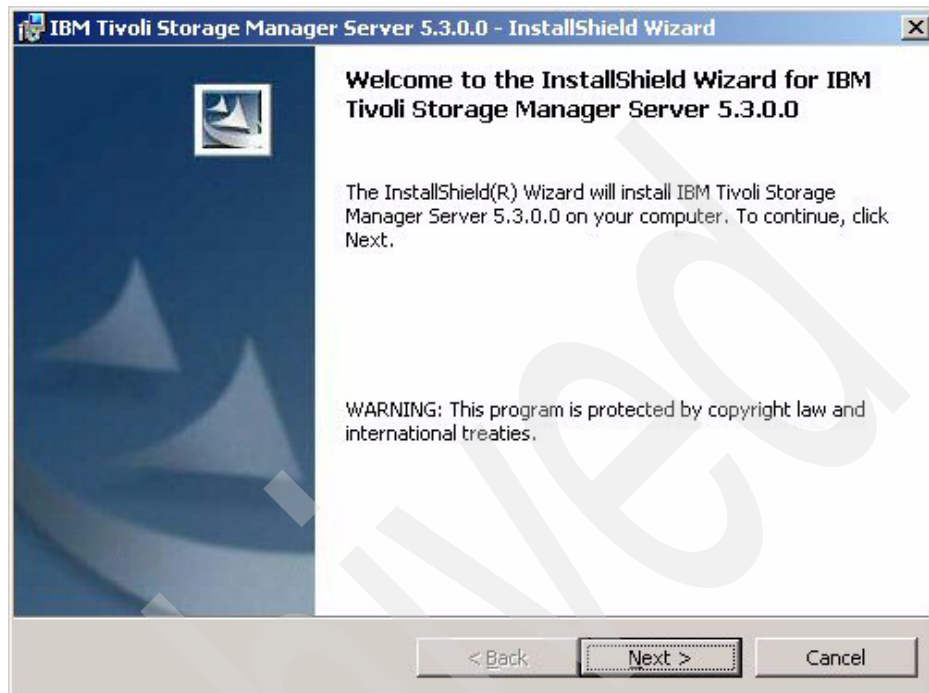 IBM Tivoli Storage Manager Server 5.3.0.0 - InstallShield Wizard
Welcome to the InstallShield Wizard for IBM
Tivoli Storage Manager Server 5.3.0.0
The InstallShield(R) Wizard will install IBM Tivoli Storage
Manager Server 5.3.0.0 on your computer. To continue, click
Next.
WARNING: This program is protected by copyright law and
international treaties.
< Back Next > Cancel